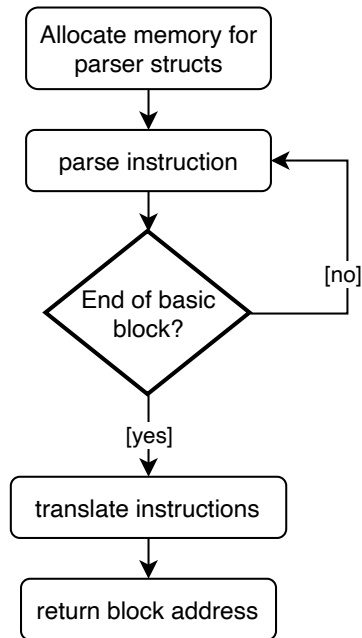 Allocate memory for
parser structs
parse instruction
[no]
End of basic
block?
[yes]
translate instructions
return block address